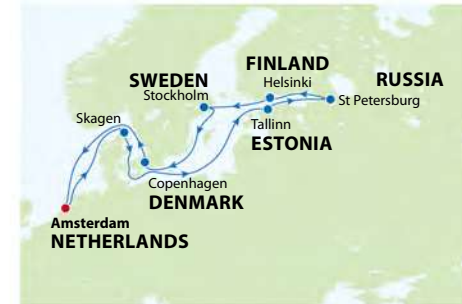 FINLAND
Helsinki
RUSSIA
SWEDEN
Stockholm
St Petersburg
Skagen
Tallinn
ESTONIA
Copenhagen
DENMARK
Amsterdam
NETHERLANDS